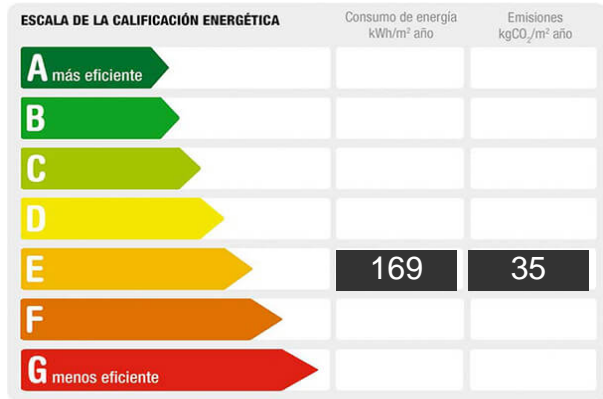 ESCALA DE LA CALIFICACIÓN ENERGÉTICA
Consumo de energía
kWh/m² año
Emisiones
kgCO₂/m² año
A más eficiente
B
C
D
E 169 35
F
G menos eficiente